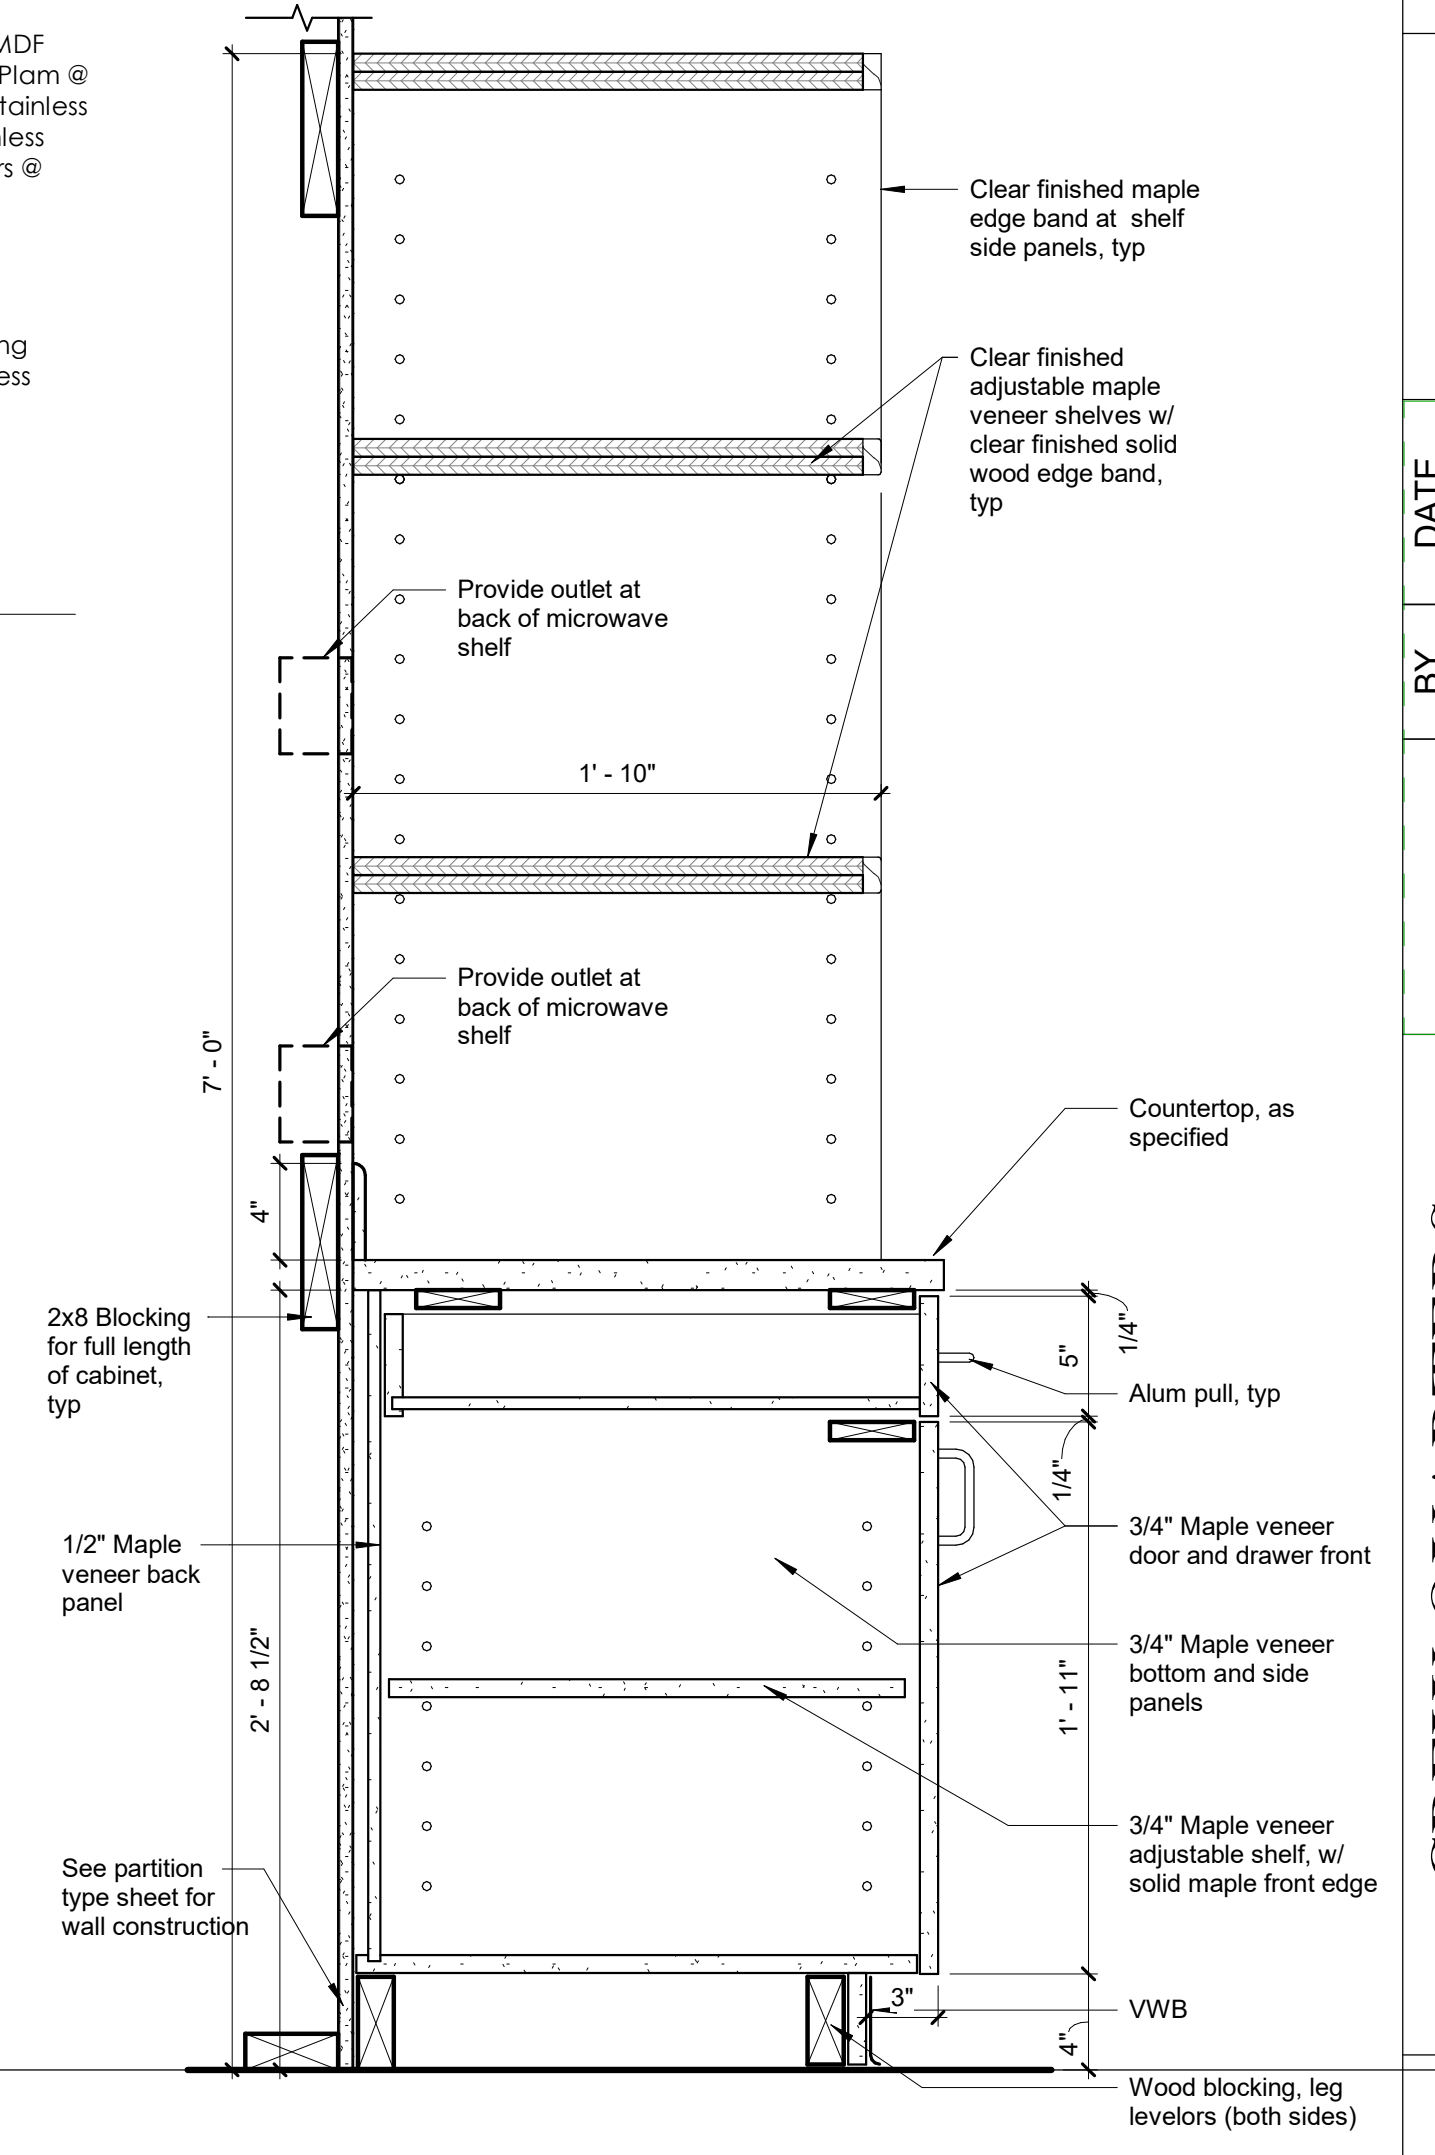 MDF
Plam @
tainless
less
rs @
ng
ess
Clear finished maple
edge band at shelf
side panels, typ
Clear finished
adjustable maple
veneer shelves w/
clear finished solid
wood edge band,
typ
DATE
BY
Provide outlet at
back of microwave
shelf
1' - 10"
Provide outlet at
back of microwave
shelf
7' - 0"
Countertop, as
specified
4"
2x8 Blocking
for full length
of cabinet,
typ
1/4"
5"
Alum pull, typ
1/4"
3/4" Maple veneer
door and drawer front
1/2" Maple
veneer back
panel
3/4" Maple veneer
bottom and side
panels
2' - 8 1/2"
1' - 11"
3/4" Maple veneer
adjustable shelf, w/
solid maple front edge
See partition
type sheet for
wall construction
3"
VWB
4"
Wood blocking, leg
levelors (both sides)